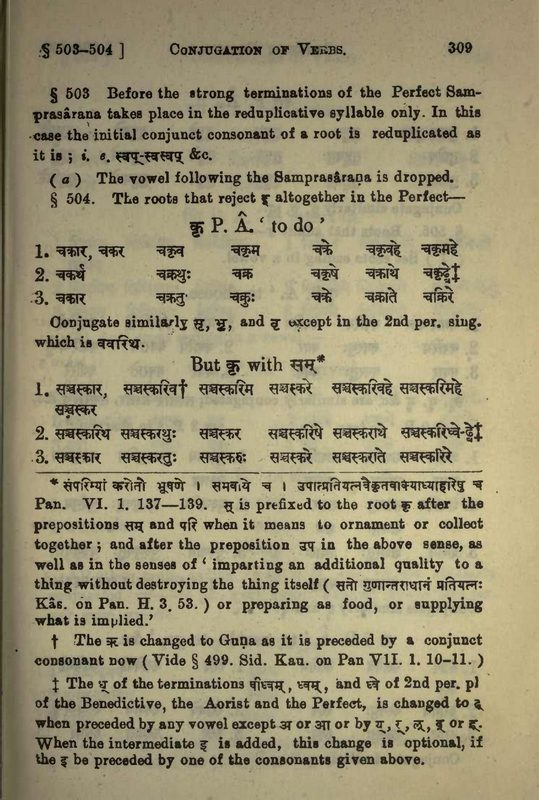 § 503–504 ] CONJUGATION OF VERBS. 309
§ 503 Before the strong terminations of the Perfect Sam-
prasâraṇa takes place in the reduplicative syllable only. In this
case the initial conjunct consonant of a root is reduplicated as
it is ; i. e. स्वप्-स्वस्वप् &c.
( a ) The vowel following the Samprasâraṇa is dropped.
§ 504. The roots that reject इ altogether in the Perfect—
कृ P. Â. ‘ to do ’
1. चकार, चकर चकृव चकृम चक्रे चकृवहे चकृमहे
2. चकर्थ चक्रथुः चक्र चकृषे चक्राथे चकृढ्वे‡
3. चकार चक्रतु चक्रुः चक्रे चक्राते चक्रिरे
Conjugate similarly सृ, भृ, and वृ except in the 2nd per. sing.
which is ववरिथ.
But कृ with सम्*
1. सञ्चस्कार, सञ्चस्करिव† सञ्चस्करिम सञ्चस्करे सञ्चस्करिवहे सञ्चस्करिमहे
सञ्चस्कर
2. सञ्चस्करिथ सञ्चस्करथुः सञ्चस्कर सञ्चस्करिषे सञ्चस्कराथे सञ्चस्करिध्वे-ढ्वे‡
3. सञ्चस्कार सञ्चस्करतुः सञ्चस्करुः सञ्चस्करे सञ्चस्कराते सञ्चस्करिरे
* संपरिभ्यां करोतौ भूषणे । समवाये च । उपात्प्रतियत्नवैकृतवाक्याध्याहारेषु च
Pan. VI. 1. 137—139. स् is prefixed to the root कृ after the
prepositions सम् and परि when it means to ornament or collect
together ; and after the preposition उप in the above sense, as
well as in the senses of ‘ imparting an additional quality to a
thing without destroying the thing itself ( सतो गुणान्तराधानं प्रतियत्नः
Kâs. on Pan. H. 3. 53. ) or preparing as food, or supplying
what is implied.’
† The ऋ is changed to Guṇa as it is preceded by a conjunct
consonant now ( Vide § 499. Sid. Kau. on Pan VII. 1. 10–11. )
‡ The ध् of the terminations षीध्वम्, ध्वम्, and ध्वे of 2nd per. pl
of the Benedictive, the Aorist and the Perfect, is changed to ढ्
when preceded by any vowel except अ or आ or by य्, र्, ल्, व् or ह्.
When the intermediate इ is added, this change is optional, if
the इ be preceded by one of the consonants given above.